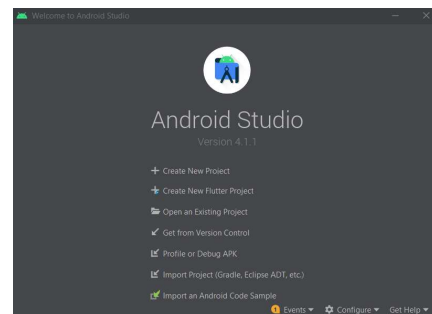 Welcome to Android Studio
Android Studio
Version 4.1.1
Create New Project
Create New Flutter Project
Open an Existing Project
Get from Version Control
Profile or Debug APK
Import Project (Gradle, Eclipse ADT, etc.)
Import an Android Code Sample
1 Events Configure Get Help